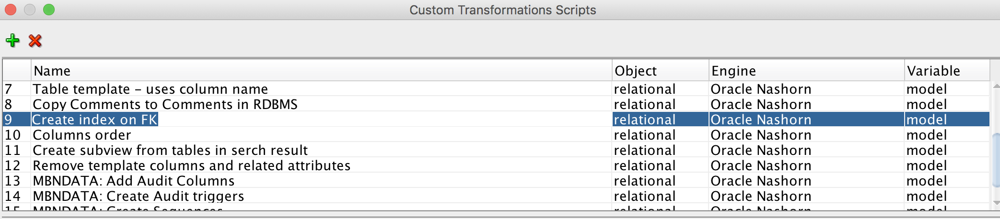 Custom Transformations Scripts
Name Object Engine Variable
7 Table template - uses column name relational Oracle Nashorn model
8 Copy Comments to Comments in RDBMS relational Oracle Nashorn model
9 Create index on FK relational Oracle Nashorn model
10 Columns order relational Oracle Nashorn model
11 Create subview from tables in serch result relational Oracle Nashorn model
12 Remove template columns and related attributes relational Oracle Nashorn model
13 MBNDATA: Add Audit Columns relational Oracle Nashorn model
14 MBNDATA: Create Audit triggers relational Oracle Nashorn model
15 MBNDATA: Create Sequences relational Oracle Nashorn model